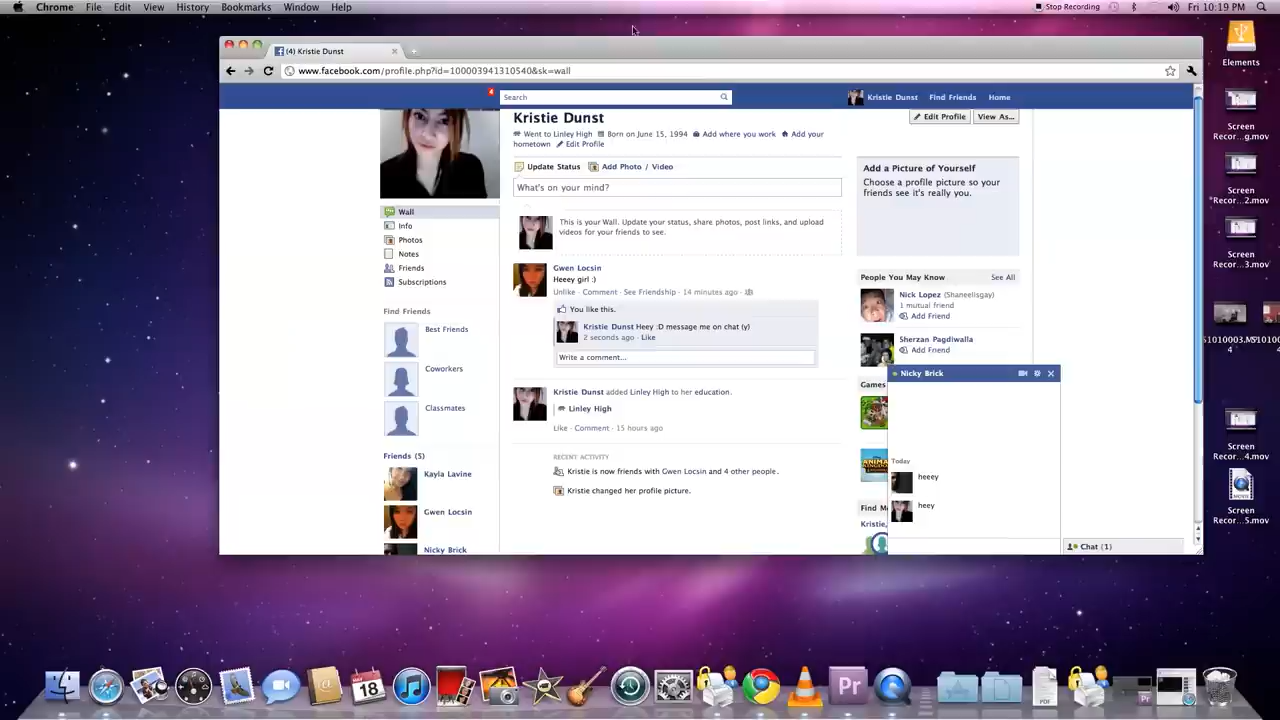 Chrome File Edit View History Bookmarks Window Help
Stop Recording Fri 10:19 PM
(4) Kristie Dunst
www.facebook.com/profile.php?id=100003941310540&sk=wall
4
Search
Kristie Dunst Find Friends Home
Kristie Dunst
Edit Profile View As...
Went to Linley High Born on June 15, 1994 Add where you work Add your
hometown Edit Profile
Update Status Add Photo / Video
What's on your mind?
This is your Wall. Update your status, share photos, post links, and upload
videos for your friends to see.
Gwen Locsin
Heeey girl :)
Unlike · Comment · See Friendship · 14 minutes ago ·
You like this.
Kristie Dunst Heey :D message me on chat (y)
2 seconds ago · Like
Write a comment...
Kristie Dunst added Linley High to her education.
Linley High
Like · Comment · 15 hours ago
RECENT ACTIVITY
Kristie is now friends with Gwen Locsin and 4 other people.
Kristie changed her profile picture.
Wall
Info
Photos
Notes
Friends
Subscriptions
Find Friends
Best Friends
Coworkers
Classmates
Friends (5)
Kayla Lavine
Gwen Locsin
Nicky Brick
Add a Picture of Yourself
Choose a profile picture so your
friends see it's really you.
People You May Know See All
Nick Lopez (Shaneelisgay)
1 mutual friend
Add Friend
Sherzan Pagdiwalla
Add Friend
Games
Find M
Kristie,
Nicky Brick
Today
heeey
heey
Chat (1)
Elements
Screen
Recor...g.mov
Screen
Recor...2.mov
Screen
Recor...3.mov
Screen
Recor...4.mov
Screen
Recor...5.mov
MAY
18
Pr
PDF